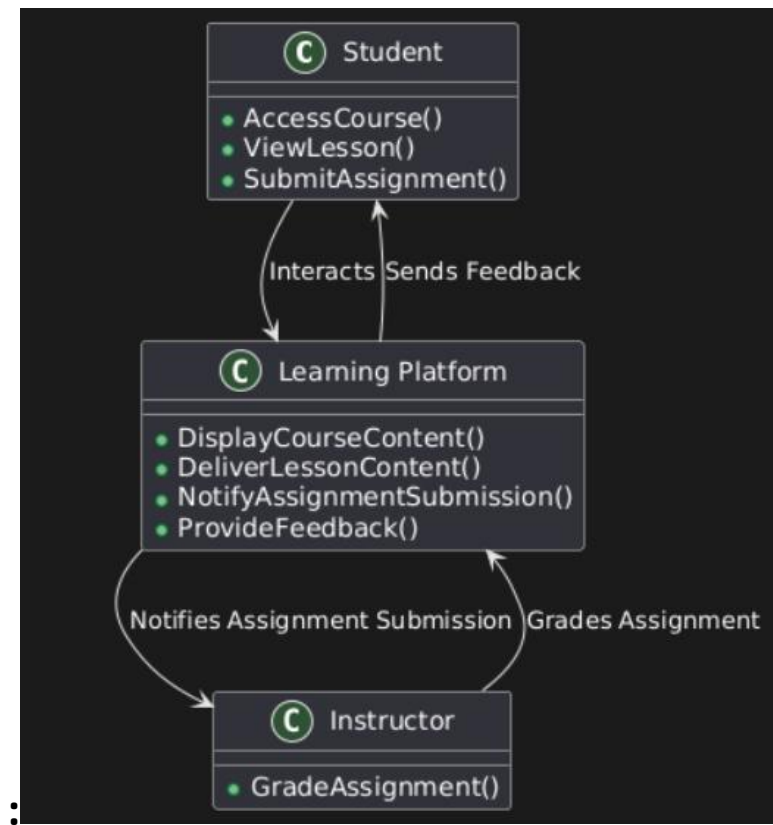 C Student
AccessCourse()
ViewLesson()
SubmitAssignment()
Interacts Sends Feedback
C Learning Platform
DisplayCourseContent()
DeliverLessonContent()
NotifyAssignmentSubmission()
ProvideFeedback()
Notifies Assignment Submission Grades Assignment
C Instructor
GradeAssignment()
: